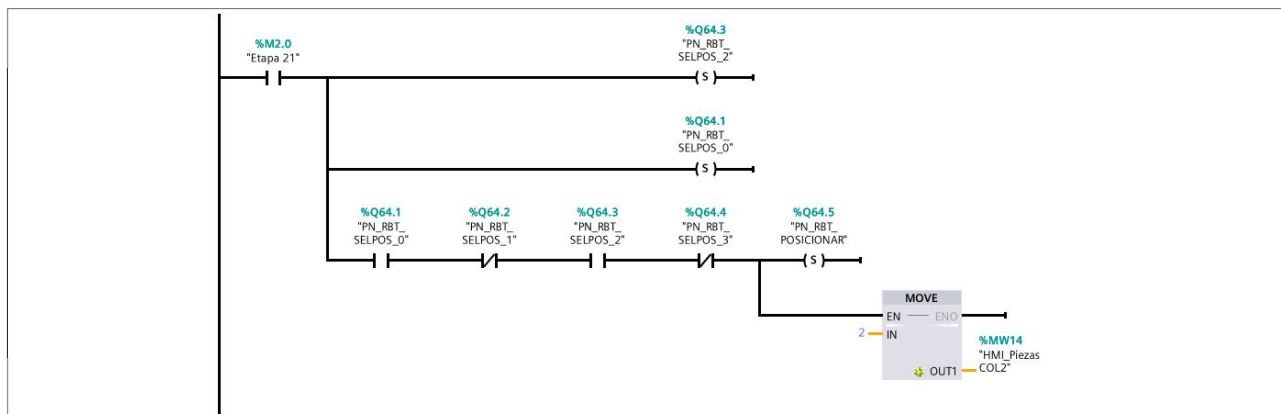 %M2.0
"Etapa 21"
%Q64.3
"PN_RBT_
SELPOS_2"
S
%Q64.1
"PN_RBT_
SELPOS_0"
S
%Q64.1
"PN_RBT_
SELPOS_0"
%Q64.2
"PN_RBT_
SELPOS_1"
%Q64.3
"PN_RBT_
SELPOS_2"
%Q64.4
"PN_RBT_
SELPOS_3"
%Q64.5
"PN_RBT_
POSICIONAR"
S
MOVE
EN ENO
2 IN
%MW14
"HMI_Piezas
COL2"
OUT1